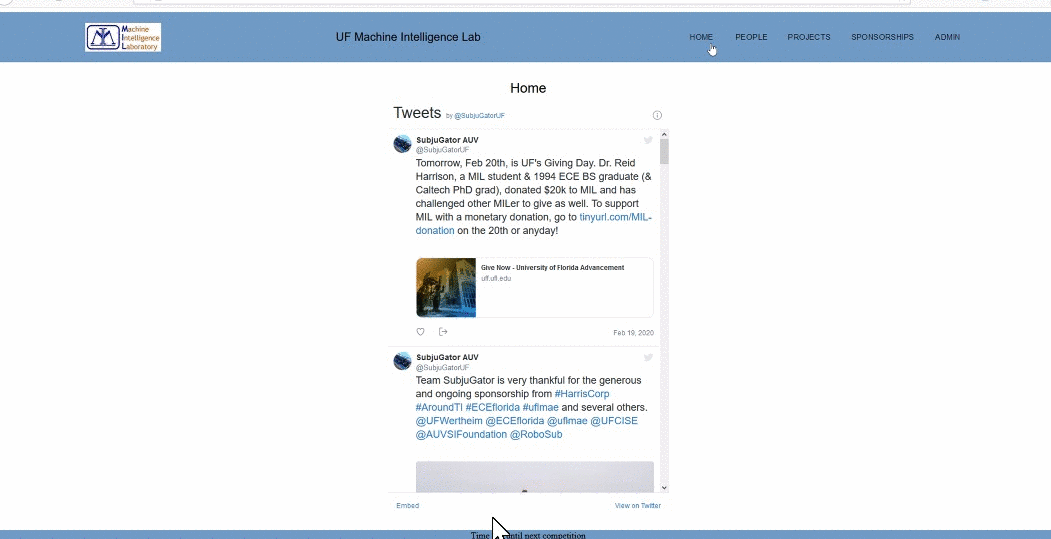 Machine
Intelligence
Laboratory
UF Machine Intelligence Lab
HOME PEOPLE PROJECTS SPONSORSHIPS ADMIN
Home
Tweets by @SubjuGatorUF
SubjuGator AUV
@SubjuGatorUF
Tomorrow, Feb 20th, is UF's Giving Day. Dr. Reid
Harrison, a MIL student & 1994 ECE BS graduate (&
Caltech PhD grad), donated $20k to MIL and has
challenged other MILer to give as well. To support
MIL with a monetary donation, go to tinyurl.com/MIL-
donation on the 20th or anyday!
Give Now - University of Florida Advancement
uff.ufl.edu
Feb 19, 2020
SubjuGator AUV
@SubjuGatorUF
Team SubjuGator is very thankful for the generous
and ongoing sponsorship from #HarrisCorp
#AroundTI #ECEflorida #uflmae and several others.
@UFWertheim @ECEflorida @uflmae @UFCISE
@AUVSIFoundation @RoboSub
Embed View on Twitter
Time until next competition